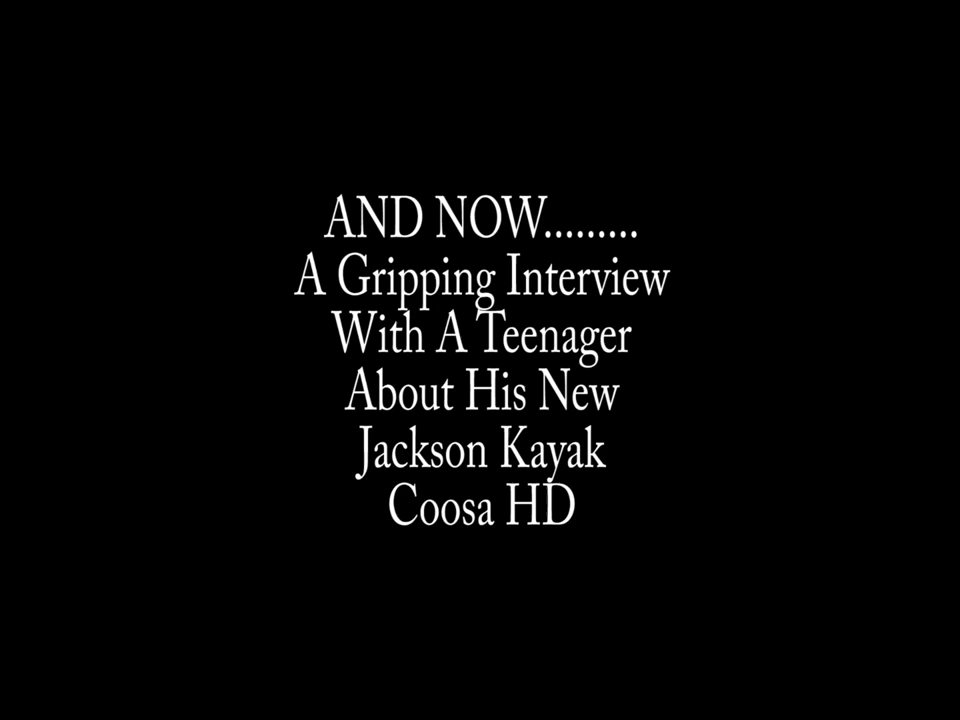 AND NOW.........
A Gripping Interview
With A Teenager
About His New
Jackson Kayak
Coosa HD